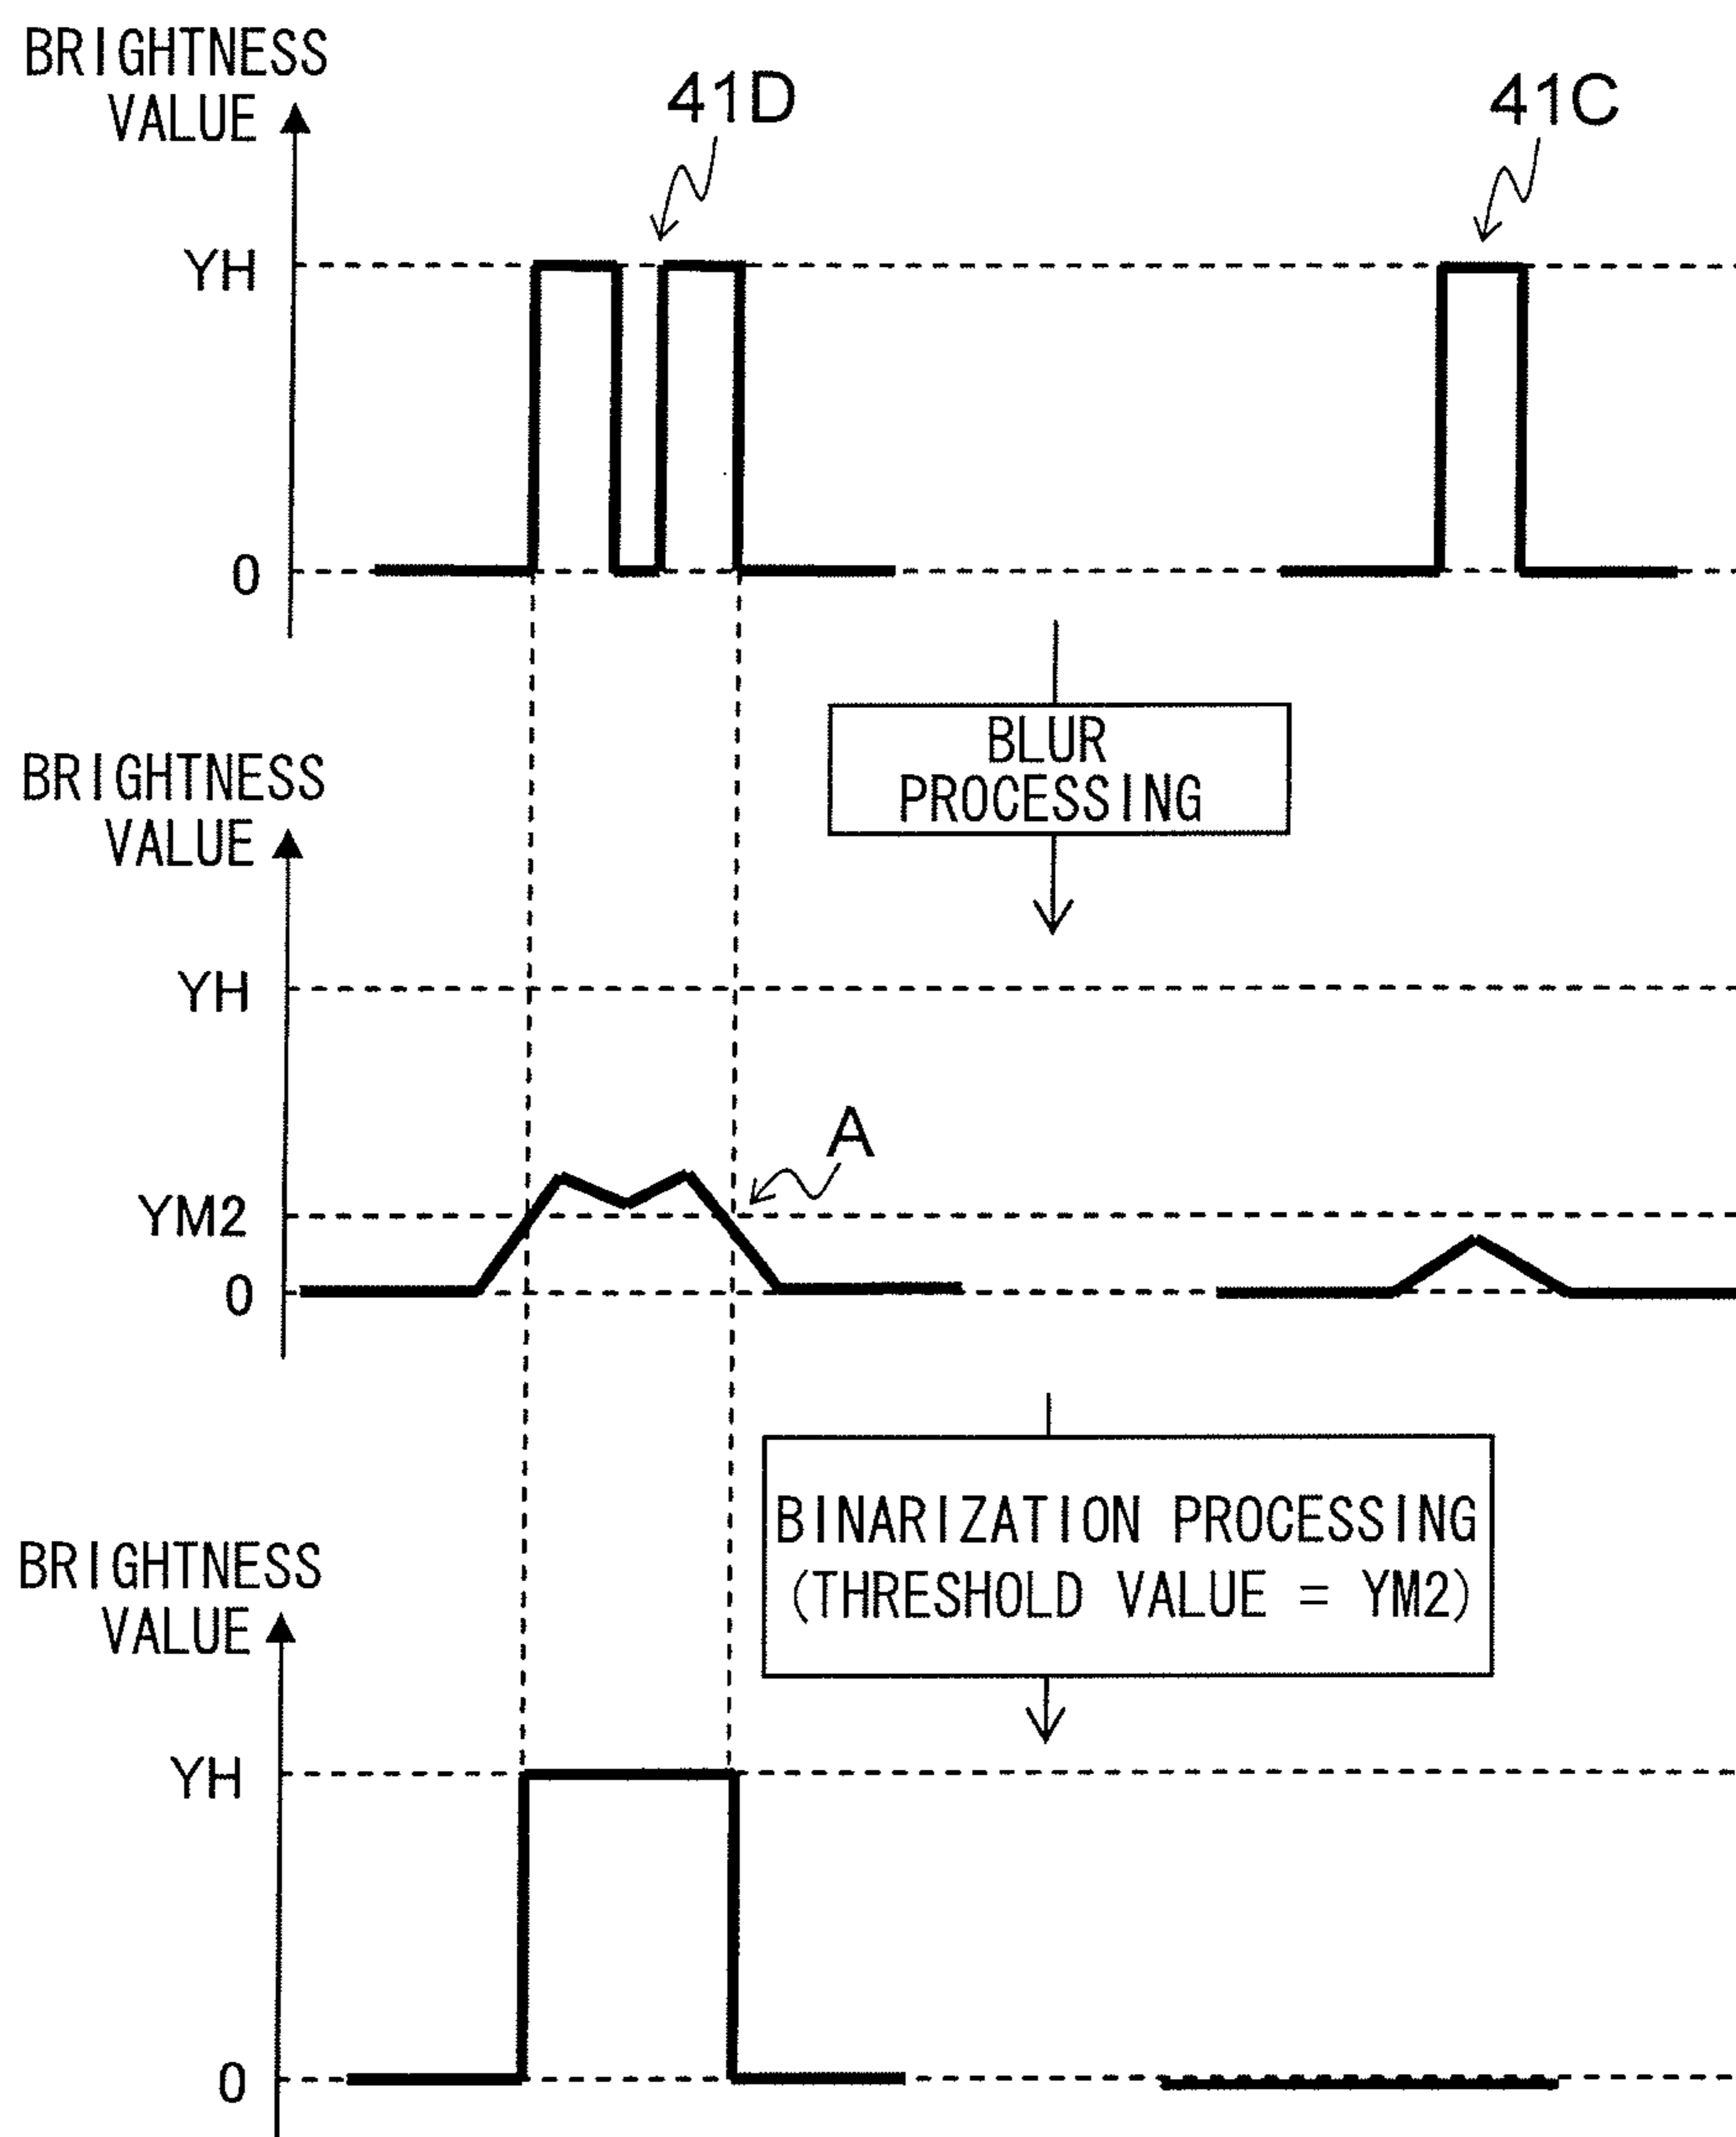 BRIGHTNESS
VALUE
41D
41C
YH
0
BLUR
PROCESSING
BRIGHTNESS
VALUE
YH
A
YM2
0
BINARIZATION PROCESSING
(THRESHOLD VALUE = YM2)
BRIGHTNESS
VALUE
YH
0